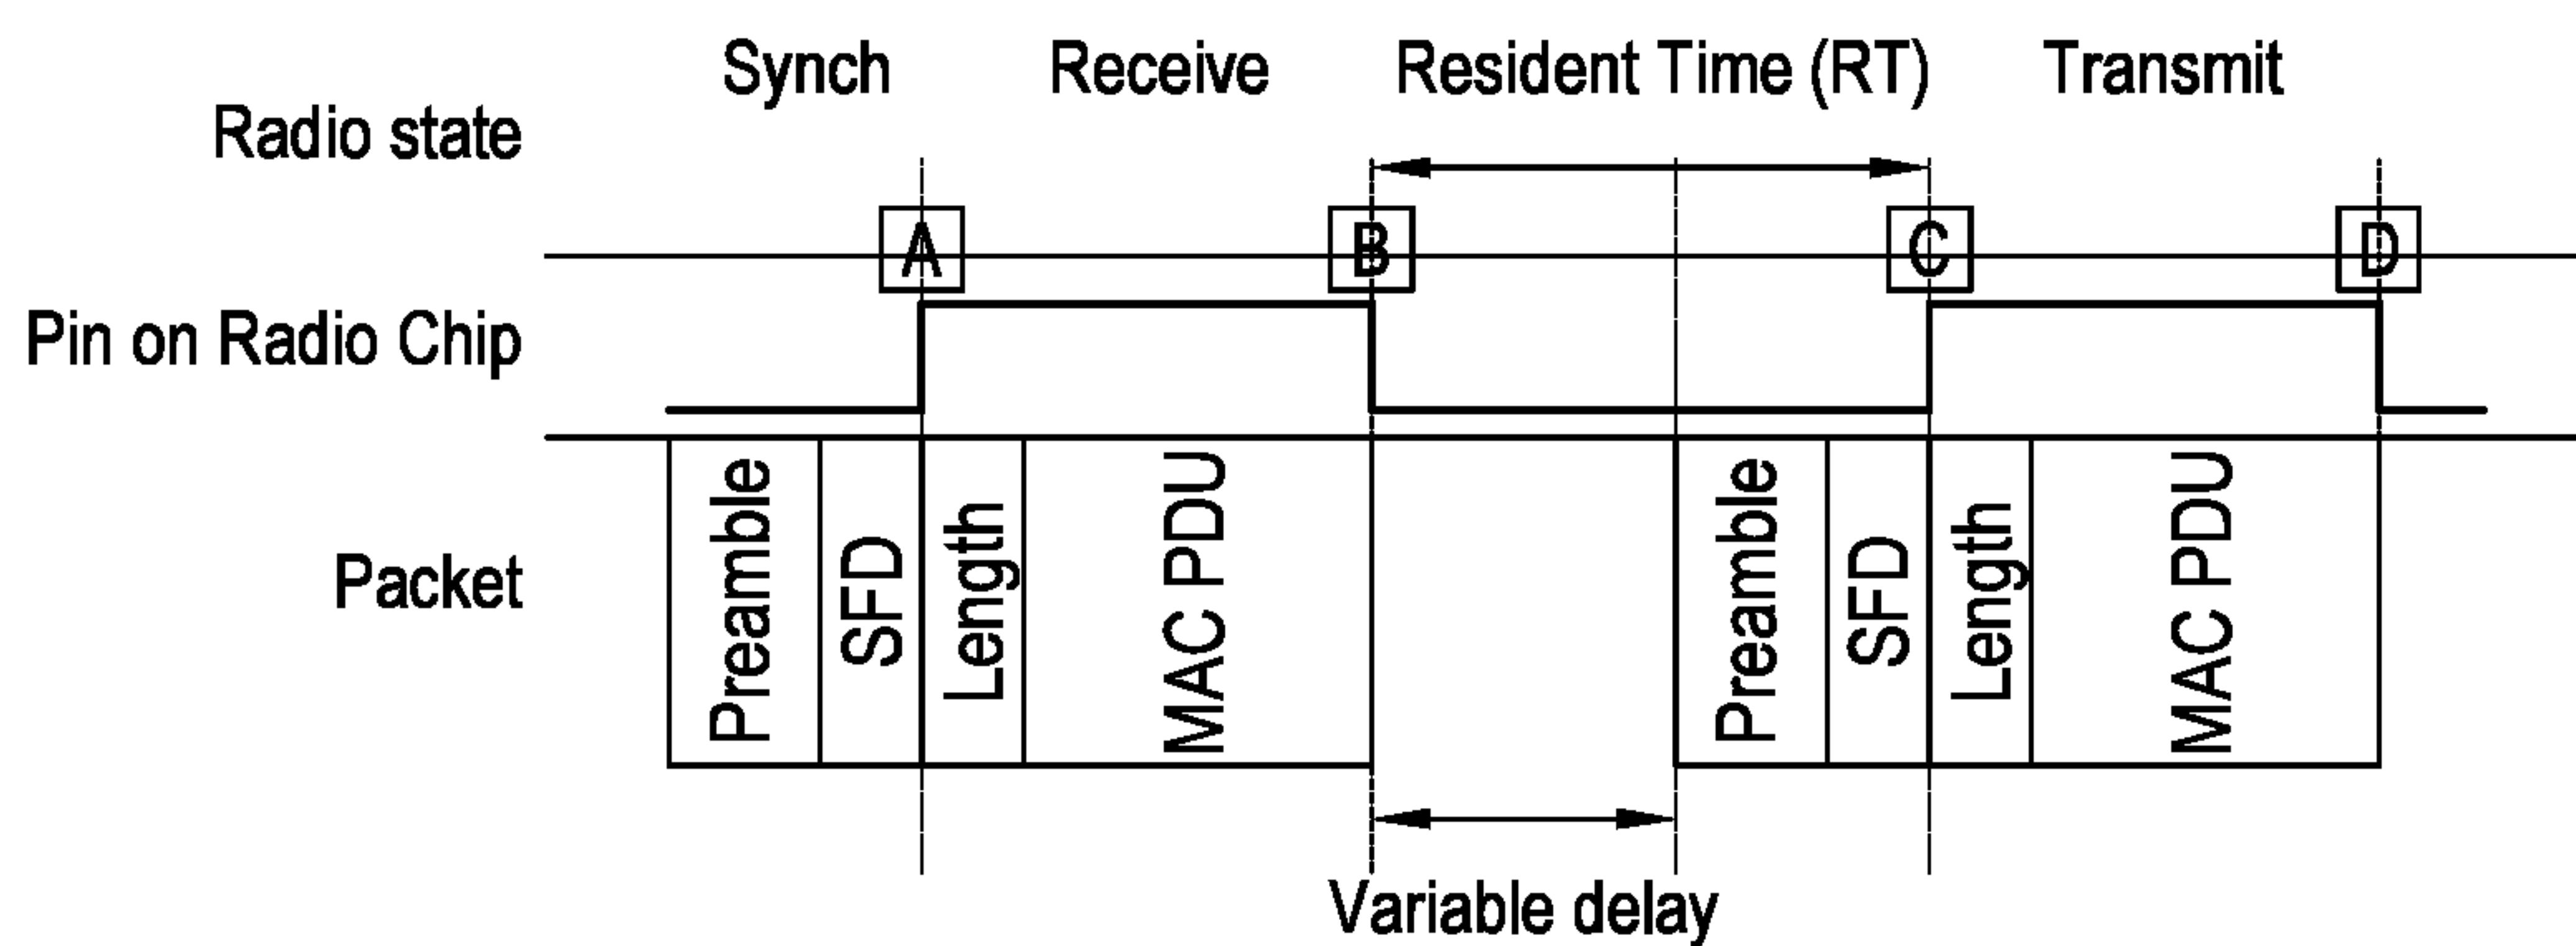 Synch Receive Resident Time (RT) Transmit
Radio state
A B C D
Pin on Radio Chip
Packet
Preamble
SFD
Length
MAC PDU
Preamble
SFD
Length
MAC PDU
Variable delay